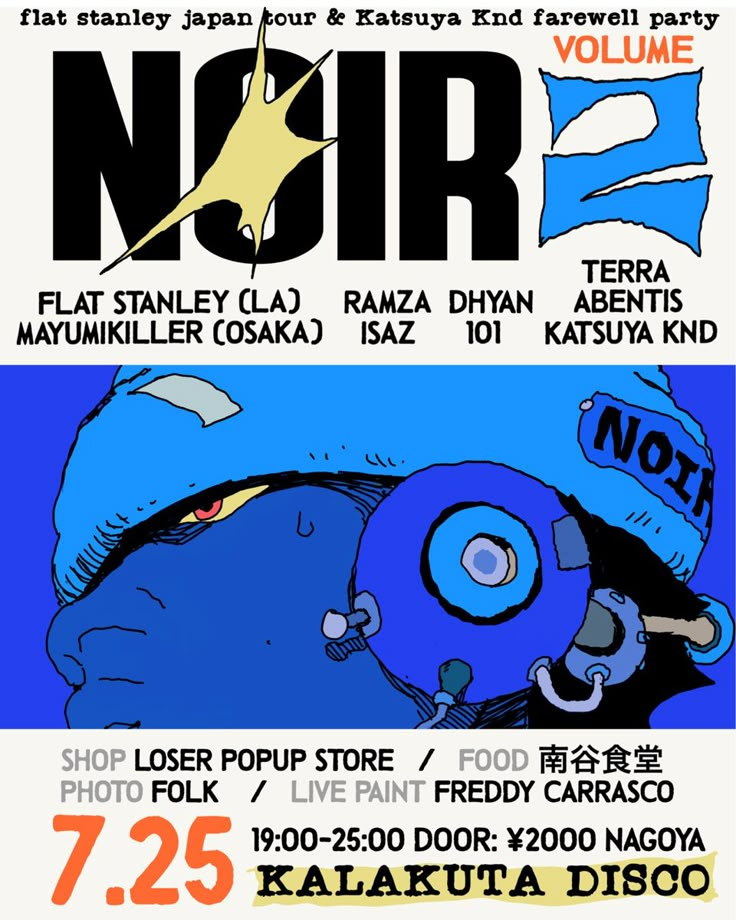 flat stanley japan tour & Katsuya Knd farewell party
NOIR
VOLUME
2
FLAT STANLEY (LA)
MAYUMIKILLER (OSAKA)
RAMZA
ISAZ
DHYAN
101
TERRA
ABENTIS
KATSUYA KND
NOIR
SHOP LOSER POPUP STORE / FOOD 南谷食堂
PHOTO FOLK / LIVE PAINT FREDDY CARRASCO
7.25
19:00-25:00 DOOR: ¥2000 NAGOYA
KALAKUTA DISCO